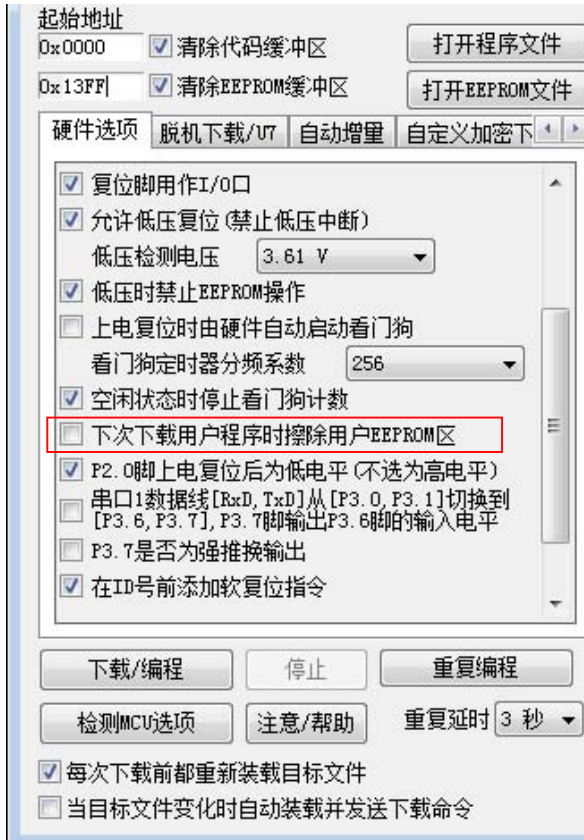 起始地址
0x0000 清除代码缓冲区 打开程序文件
0x13FF 清除EEPROM缓冲区 打开EEPROM文件
硬件选项 脱机下载/U7 自动增量 自定义加密下
复位脚用作I/O口
允许低压复位(禁止低压中断)
低压检测电压 3.61 V
低压时禁止EEPROM操作
上电复位时由硬件自动启动看门狗
看门狗定时器分频系数 256
空闲状态时停止看门狗计数
下次下载用户程序时擦除用户EEPROM区
P2.0脚上电复位后为低电平(不选为高电平)
串口1数据线[RxD,TxD]从[P3.0,P3.1]切换到
[P3.6,P3.7],P3.7脚输出P3.6脚的输入电平
P3.7是否为强推换输出
在ID号前添加软复位指令
下载/编程 停止 重复编程
检测MCU选项 注意/帮助 重复延时 3 秒
每次下载前都重新装载目标文件
当目标文件变化时自动装载并发送下载命令